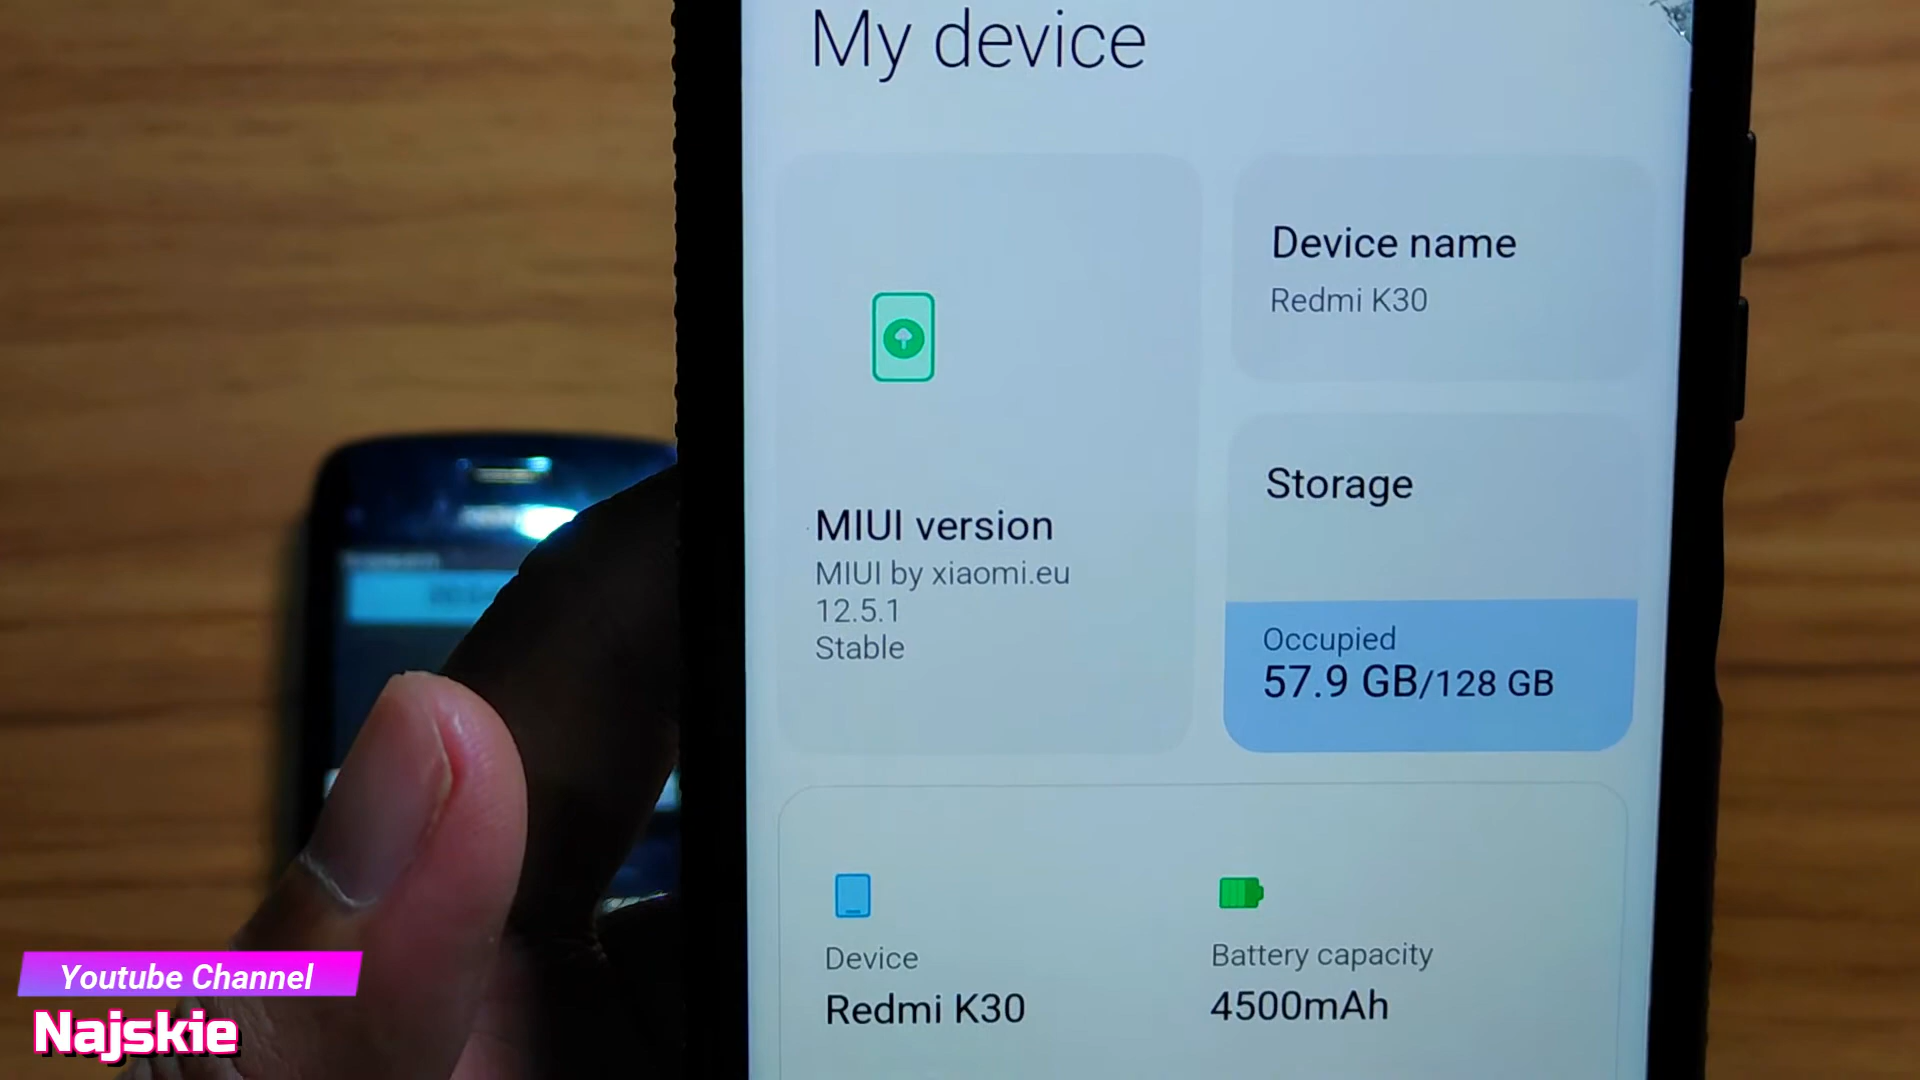 My device
Device name
Redmi K30
Storage
MIUI version
MIUI by xiaomi.eu
12.5.1
Stable
Occupied
57.9 GB/128 GB
Device
Redmi K30
Battery capacity
4500mAh
Youtube Channel
Najskie